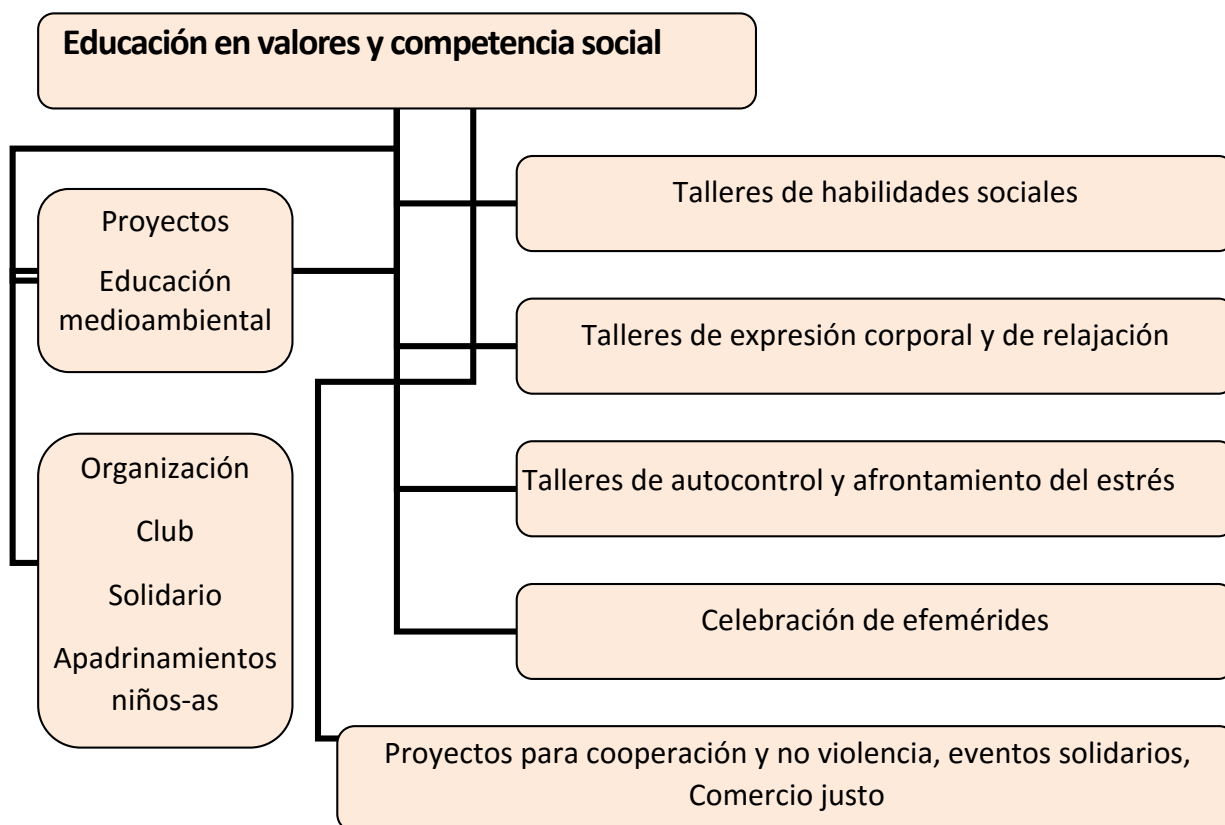 Educación en valores y competencia social
Proyectos
Educación
medioambiental
Organización
Club
Solidario
Apadrinamientos
niños-as
Talleres de habilidades sociales
Talleres de expresión corporal y de relajación
Talleres de autocontrol y afrontamiento del estrés
Celebración de efemérides
Proyectos para cooperación y no violencia, eventos solidarios,
Comercio justo